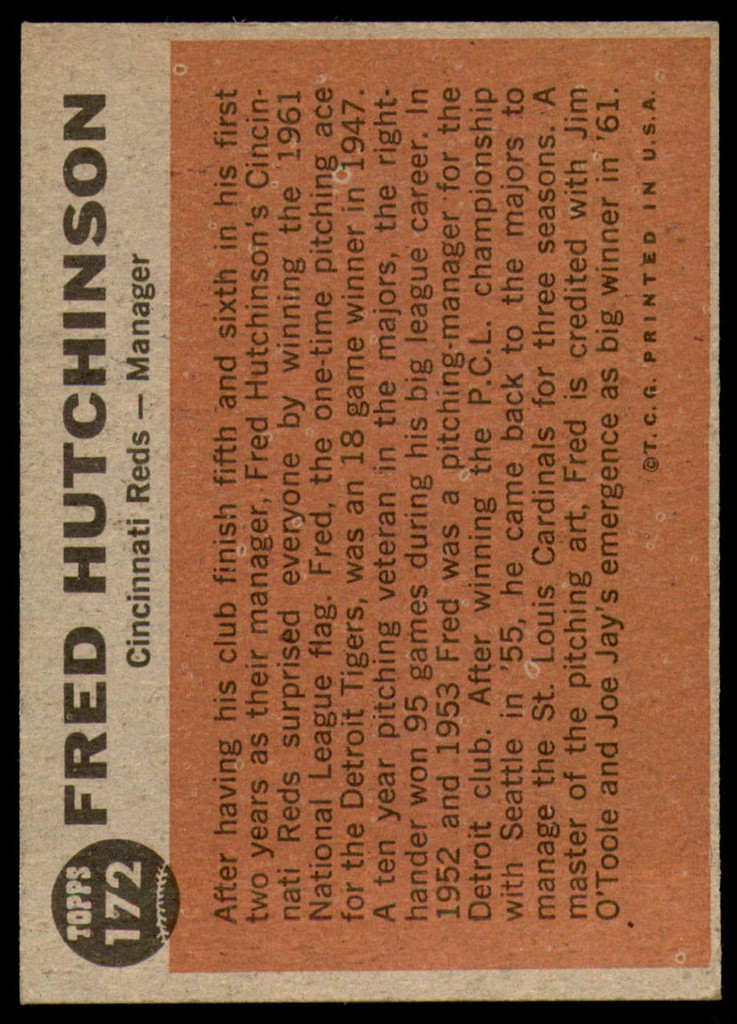 TOPPS
172
FRED HUTCHINSON
Cincinnati Reds — Manager
After having his club finish fifth and sixth in his first
two years as their manager, Fred Hutchinson's Cincin-
nati Reds surprised everyone by winning the 1961
National League flag. Fred, the one-time pitching ace
for the Detroit Tigers, was an 18 game winner in 1947.
A ten year pitching veteran in the majors, the right-
hander won 95 games during his big league career. In
1952 and 1953 Fred was a pitching-manager for the
Detroit club. After winning the P.C.L. championship
with Seattle in '55, he came back to the majors to
manage the St. Louis Cardinals for three seasons. A
master of the pitching art, Fred is credited with Jim
O'Toole and Joe Jay's emergence as big winner in '61.
©T.C.G. PRINTED IN U.S.A.